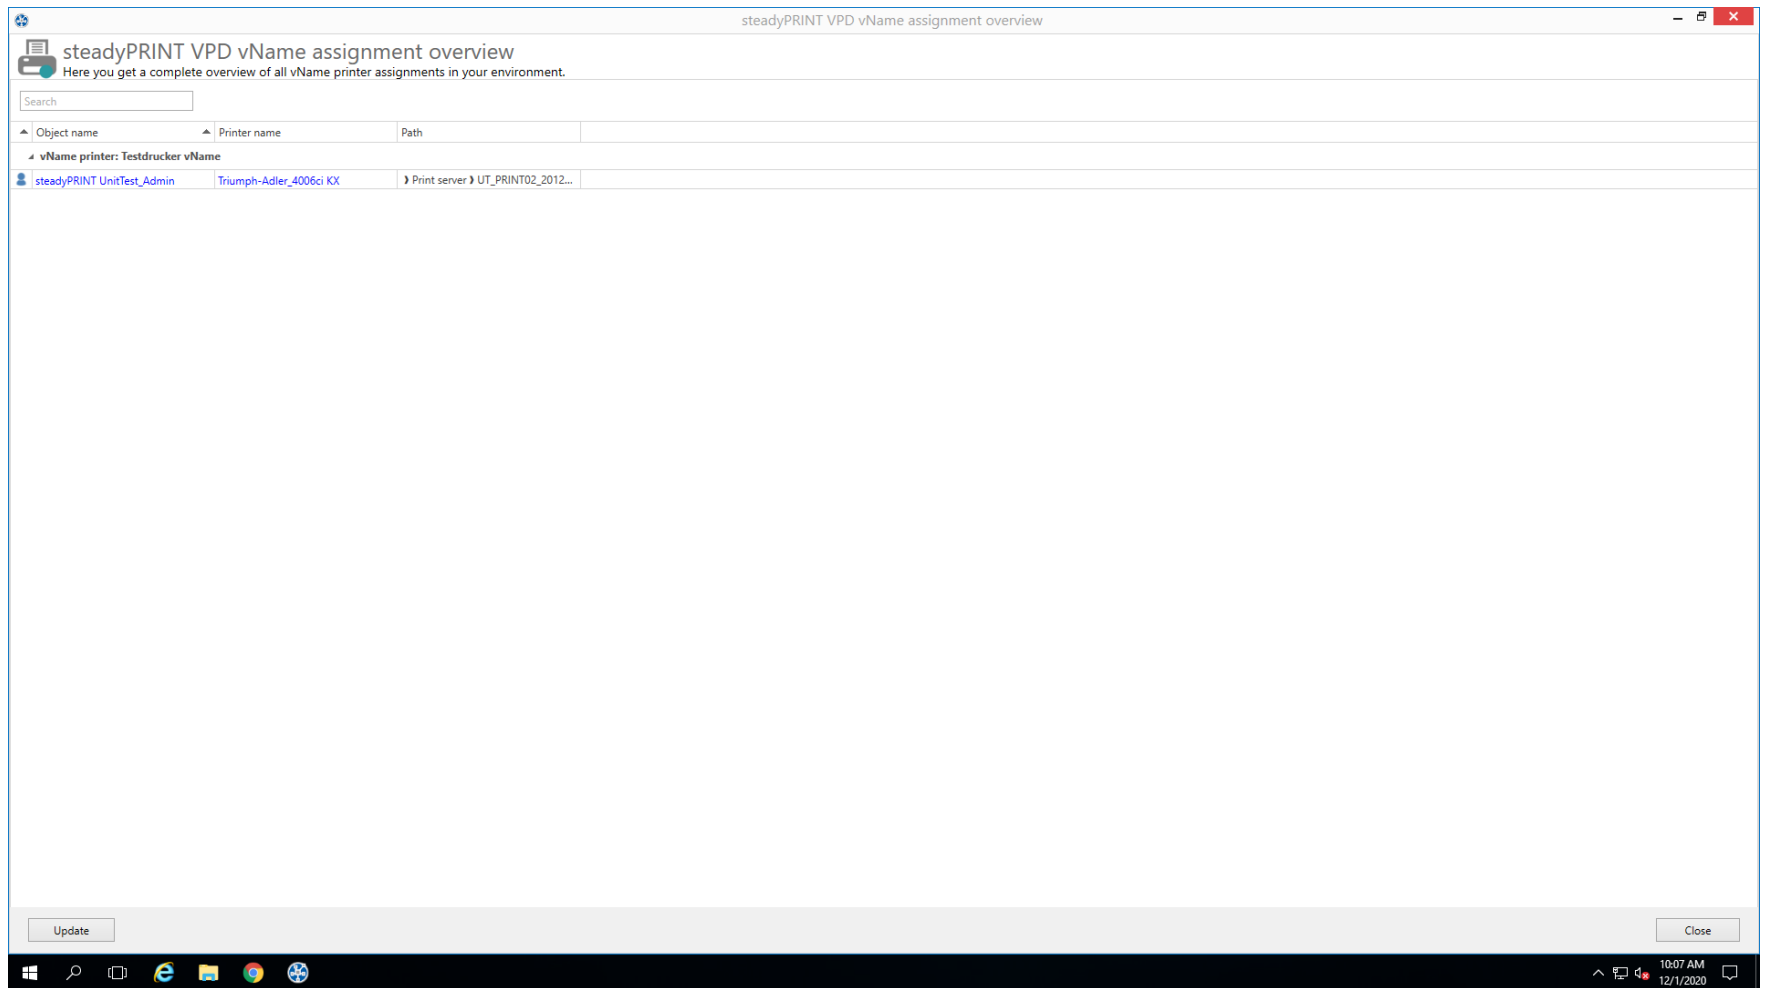 steadyPRINT VPD vName assignment overview
steadyPRINT VPD vName assignment overview
Here you get a complete overview of all vName printer assignments in your environment.
Search
Object name Printer name Path
vName printer: Testdrucker vName
steadyPRINT UnitTest_Admin Triumph-Adler_4006ci KX ❫ Print server ❫ UT_PRINT02_2012...
Update Close
10:07 AM
12/1/2020